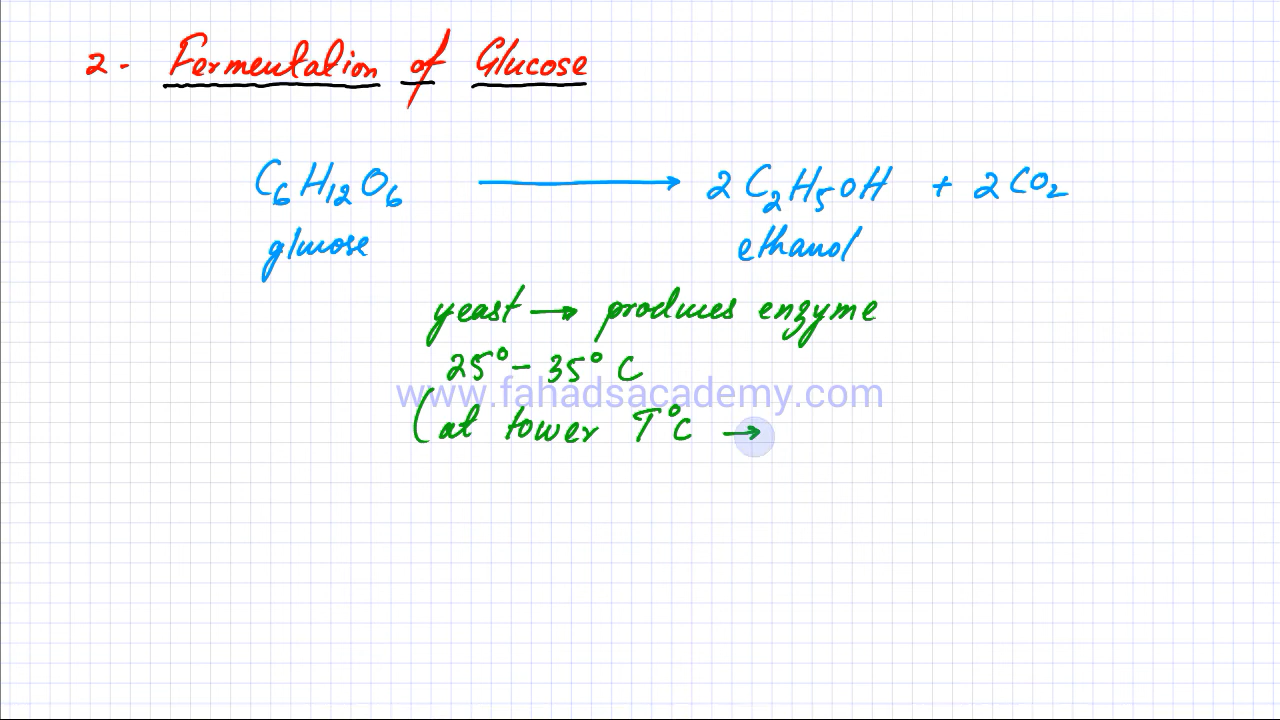 2- Fermentation of Glucose
C₆H₁₂O₆ → 2C₂H₅OH + 2CO₂
glucose ethanol
yeast → produces enzyme
25° - 35° C
www.fahadsacademy.com
(at lower T°C →